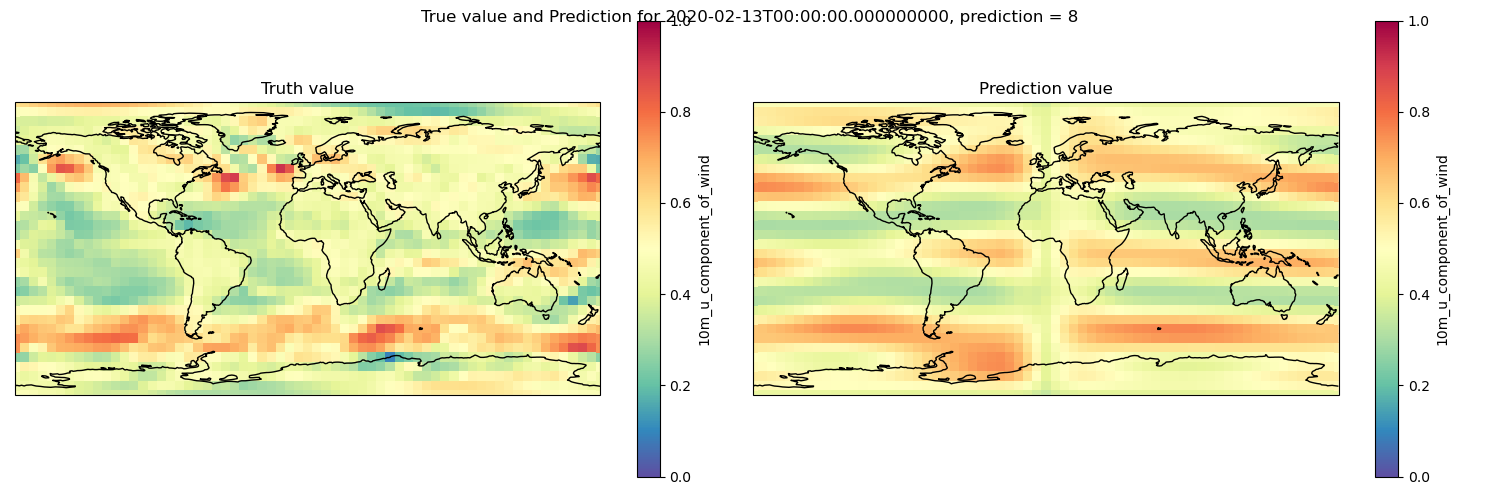 True value and Prediction for 2020-02-13T00:00:00.000000000, prediction = 8
Truth value
1.0
0.8
0.6
0.4
0.2
0.0
10m_u_component_of_wind
Prediction value
1.0
0.8
0.6
0.4
0.2
0.0
10m_u_component_of_wind